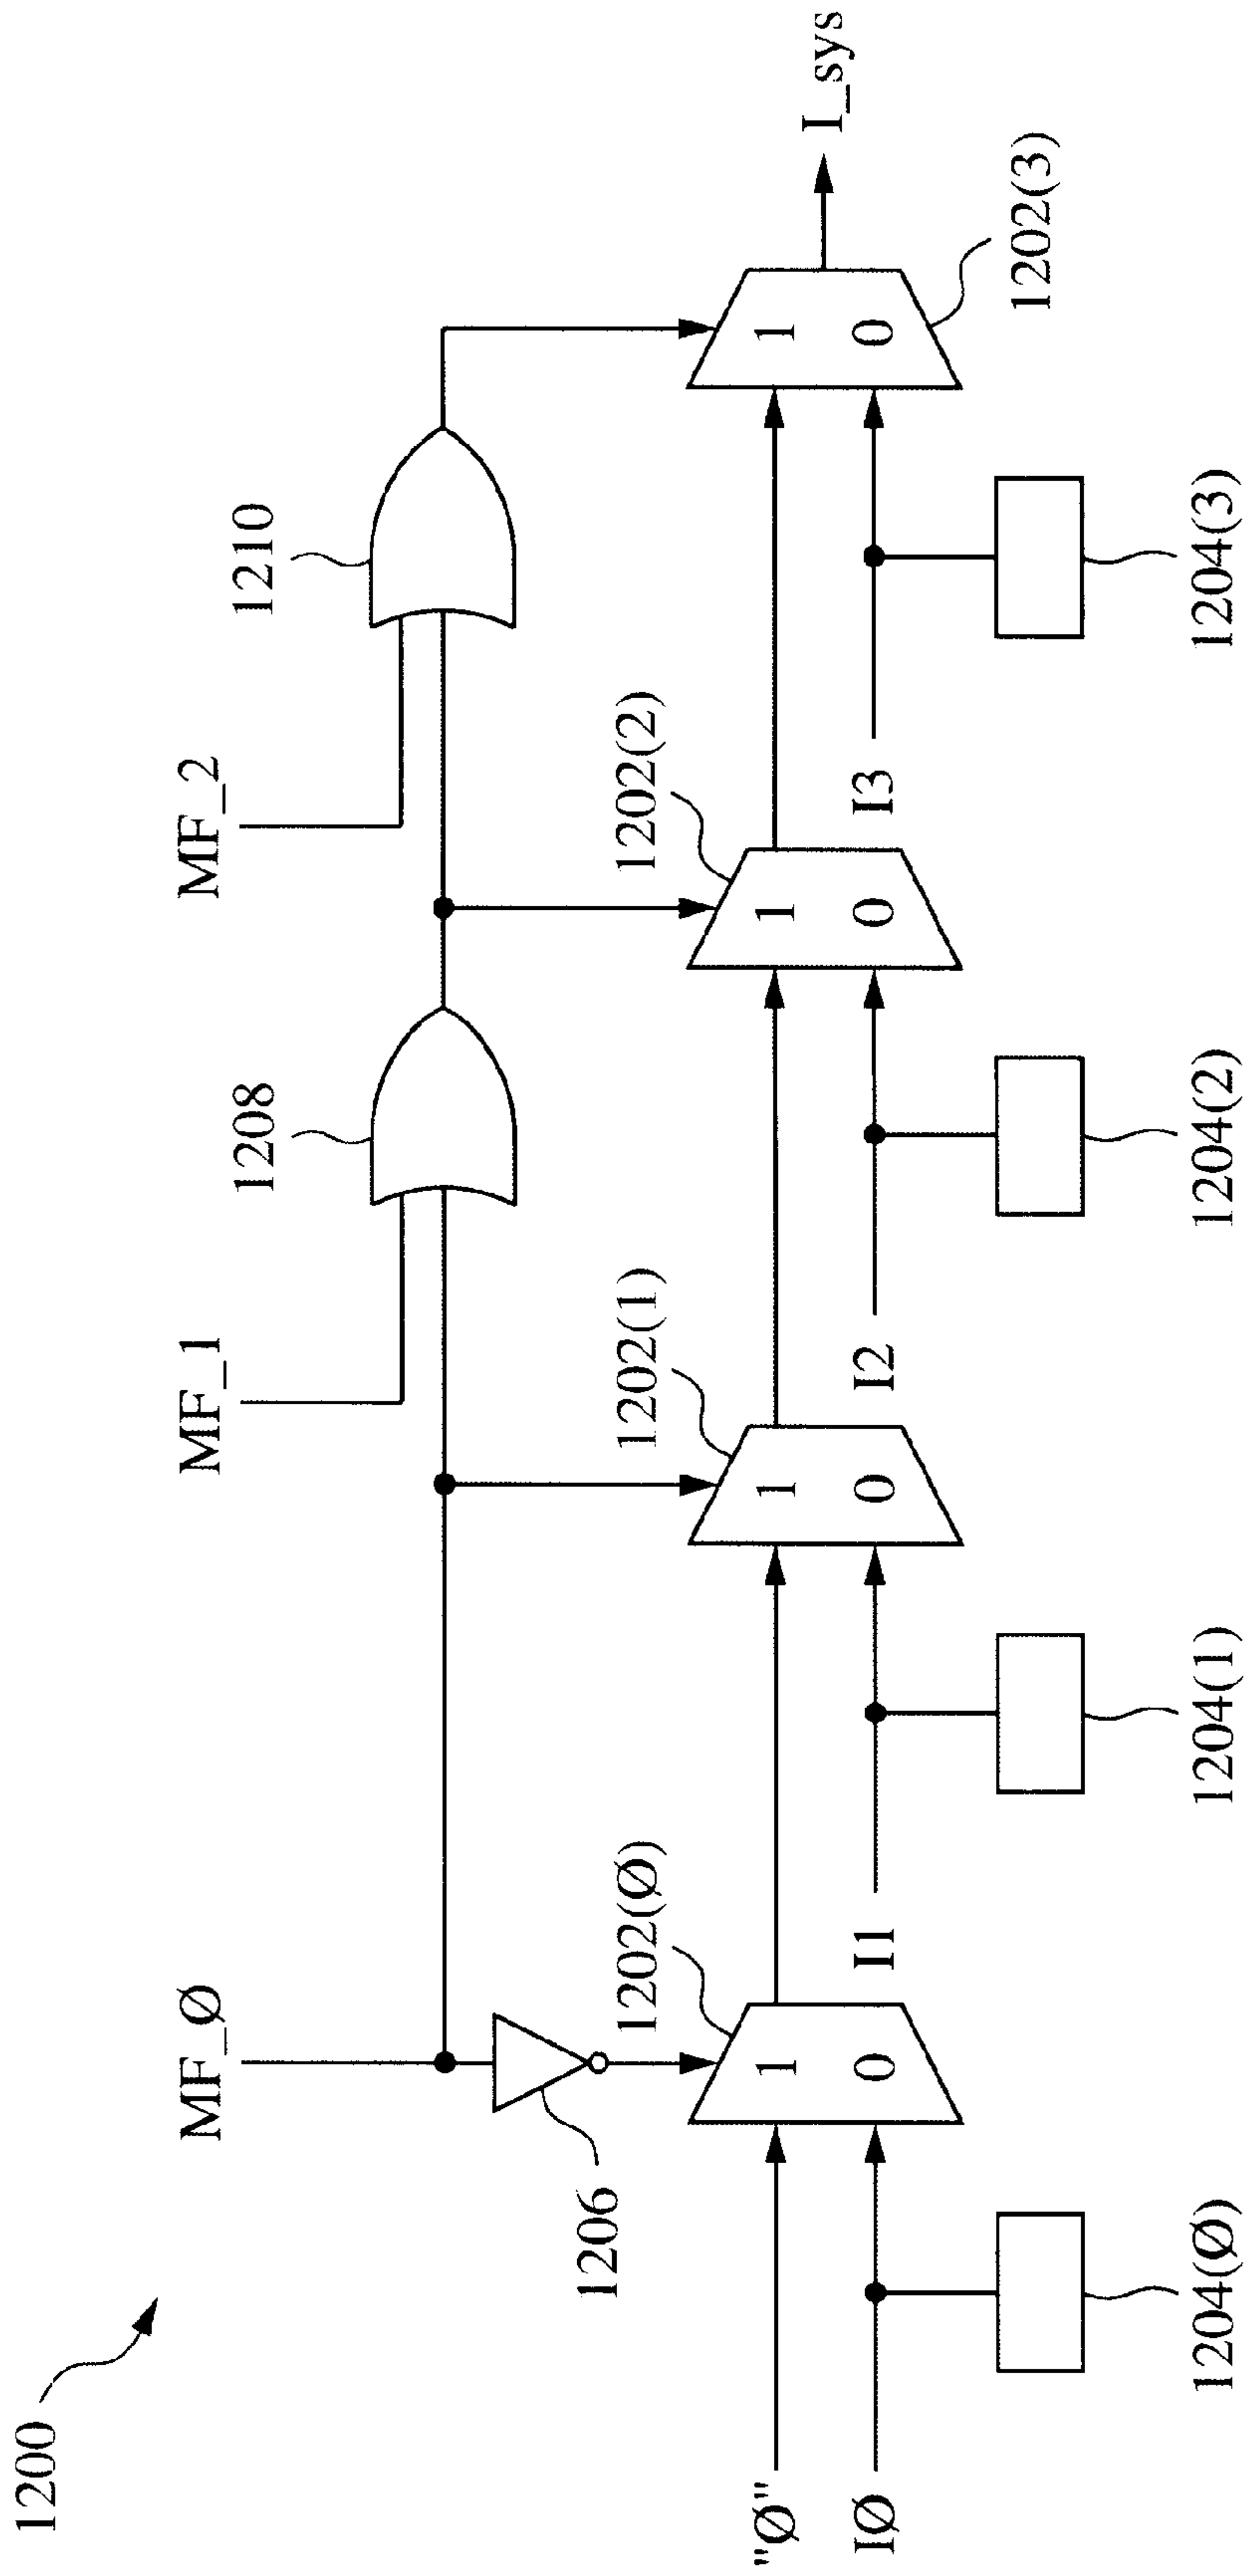 1200
MF_Ø
MF_1
MF_2
1208
1210
1206
1202(Ø)
1202(1)
1202(2)
"Ø"
1
1
1
1
I_sys
IØ
0
I1
0
I2
0
I3
0
1202(3)
1204(Ø)
1204(1)
1204(2)
1204(3)